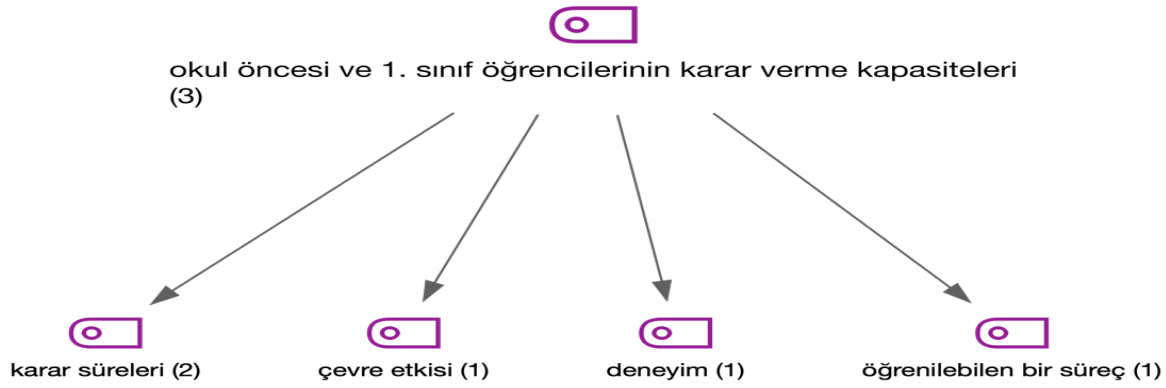 okul öncesi ve 1. sınıf öğrencilerinin karar verme kapasiteleri
(3)
karar süreleri (2)
çevre etkisi (1)
deneyim (1)
öğrenilebilen bir süreç (1)